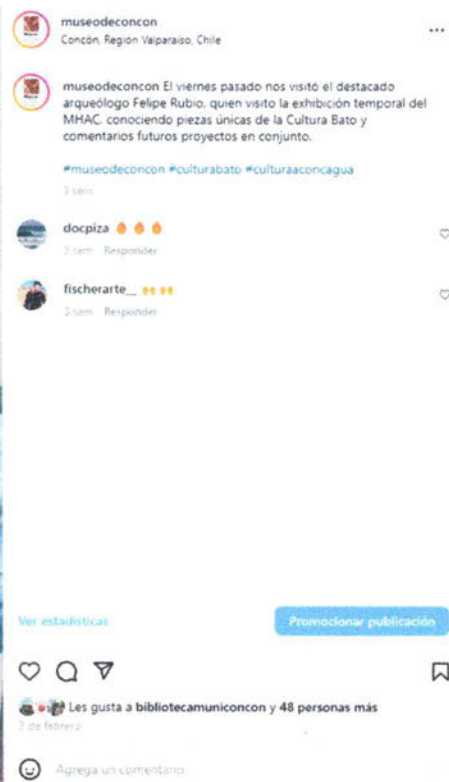 museodeconcon
Concón, Región Valparaíso, Chile
museodeconcon El viernes pasado nos visitó el destacado
arqueólogo Felipe Rubio, quien visito la exhibición temporal del
MHAC, conociendo piezas únicas de la Cultura Bato y
comentarios futuros proyectos en conjunto.
#museodeconcon #culturabato #culturaaconcagua
3 sem
docpiza
3 sem Responder
fischerarte__
3 sem Responder
Ver estadísticas
Promocionar publicación
Les gusta a bibliotecamuniconcon y 48 personas más
3 de febrero
Agrega un comentario...